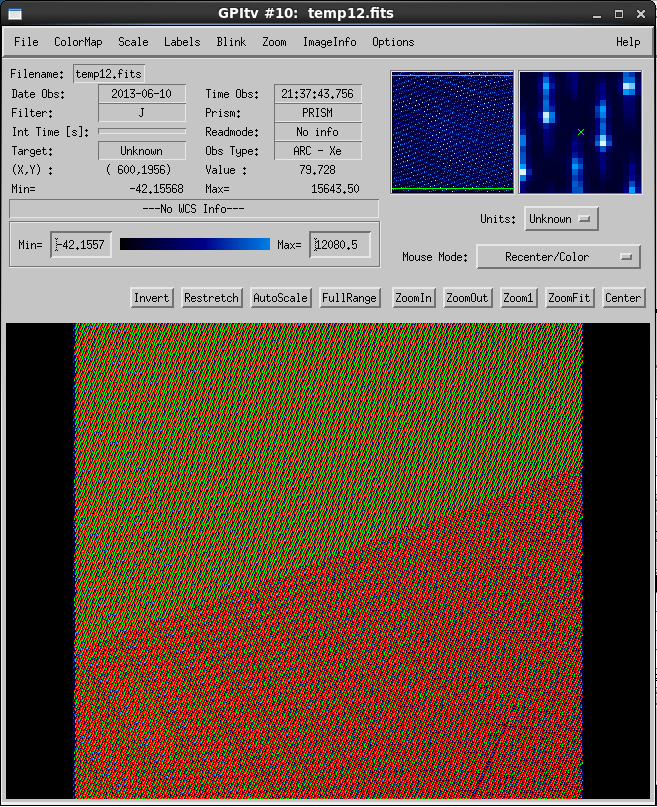 GPItv #10: temp12.fits
File ColorMap Scale Labels Blink Zoom ImageInfo Options Help
Filename: temp12.fits
Date Obs: 2013-06-10 Time Obs: 21:37:43.756
Filter: J Prism: PRISM
Int Time [s]: Readmode: No info
Target: Unknown Obs Type: ARC - Xe
(X,Y) : ( 600,1956) Value : 79.728
Min= -42.15568 Max= 15643.50
---No WCS Info---
Units: Unknown
Min= -42.1557 Max= 12080.5
Mouse Mode: Recenter/Color
Invert Restretch AutoScale FullRange ZoomIn ZoomOut Zoom1 ZoomFit Center